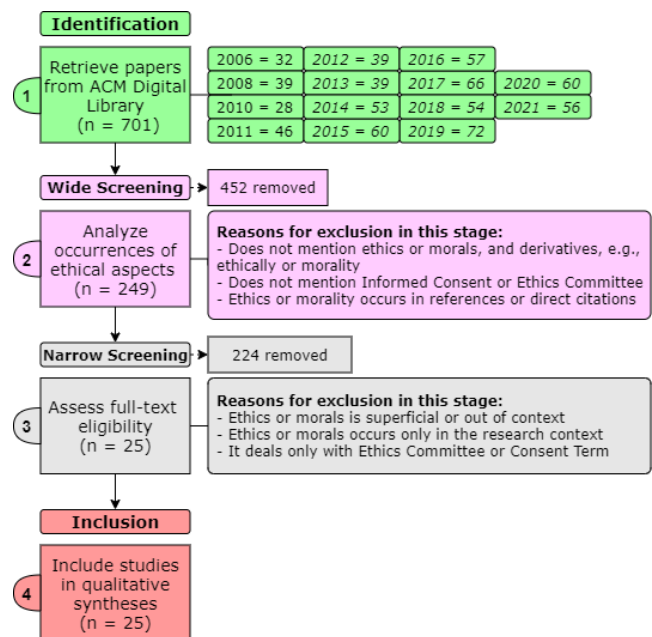 Identification
1
Retrieve papers
from ACM Digital
Library
(n = 701)
2006 = 32 2012 = 39 2016 = 57
2008 = 39 2013 = 39 2017 = 66 2020 = 60
2010 = 28 2014 = 53 2018 = 54 2021 = 56
2011 = 46 2015 = 60 2019 = 72
Wide Screening
452 removed
2
Analyze
occurrences of
ethical aspects
(n = 249)
Reasons for exclusion in this stage:
- Does not mention ethics or morals, and derivatives, e.g.,
ethically or morality
- Does not mention Informed Consent or Ethics Committee
- Ethics or morality occurs in references or direct citations
Narrow Screening
224 removed
3
Assess full-text
eligibility
(n = 25)
Reasons for exclusion in this stage:
- Ethics or morals is superficial or out of context
- Ethics or morals occurs only in the research context
- It deals only with Ethics Committee or Consent Term
Inclusion
4
Include studies
in qualitative
syntheses
(n = 25)